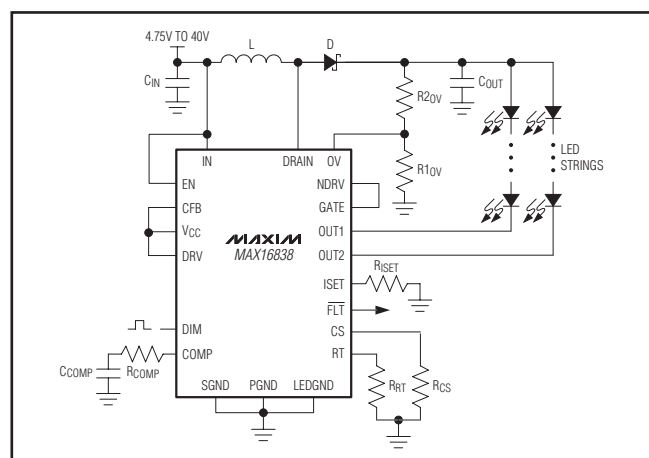 4.75V TO 40V
L
D
CIN
R2OV
COUT
R1OV
LED
STRINGS
IN
DRAIN
OV
EN
NDRV
CFB
GATE
VCC
MAXIM
OUT1
DRV
MAX16838
OUT2
ISET
RISET
FLT
DIM
CS
COMP
RT
CCOMP
RCOMP
RRT
RCS
SGND
PGND
LEDGND